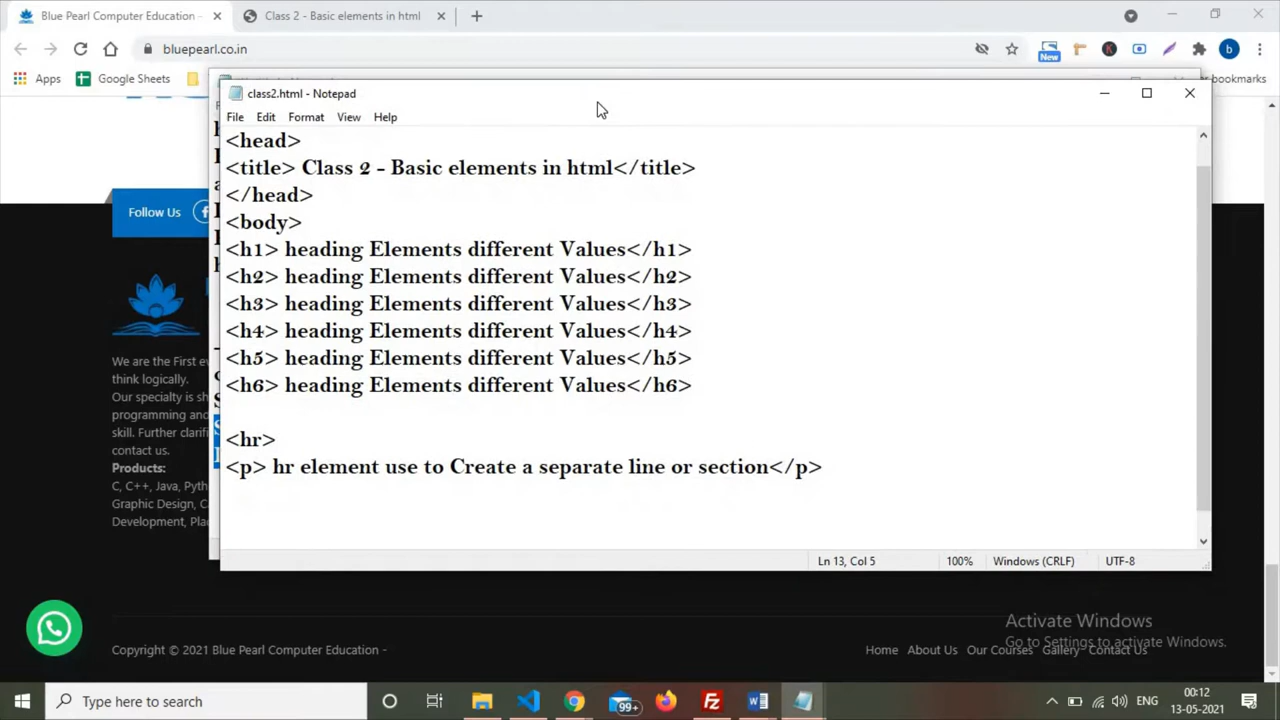 Blue Pearl Computer Education -
Class 2 - Basic elements in html
bluepearl.co.in
New
K
b
Apps
Google Sheets
bookmarks
class2.html - Notepad
File Edit Format View Help
<head>
<title> Class 2 - Basic elements in html</title>
</head>
<body>
<h1> heading Elements different Values</h1>
<h2> heading Elements different Values</h2>
<h3> heading Elements different Values</h3>
<h4> heading Elements different Values</h4>
<h5> heading Elements different Values</h5>
<h6> heading Elements different Values</h6>
<hr>
<p> hr element use to Create a separate line or section</p>
Ln 13, Col 5 100% Windows (CRLF) UTF-8
Follow Us
We are the First
think logically.
Our specialty is
programming and
skill. Further
contact us.
Products:
C, C++, Java,
Graphic Design,
Development,
Activate Windows
Go to Settings to activate Windows.
Copyright © 2021 Blue Pearl Computer Education -
Home About Us Our Courses Gallery Contact Us
Type here to search
99+
Fz
ENG
00:12
13-05-2021